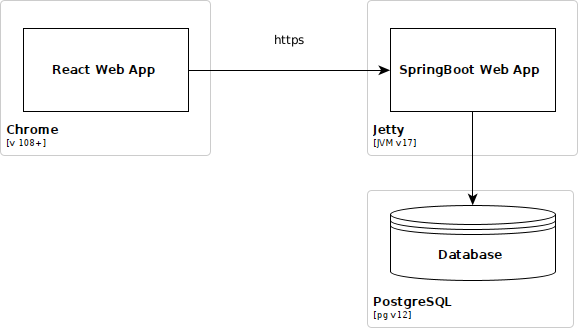 https
React Web App
SpringBoot Web App
Chrome
[v 108+]
Jetty
[JVM v17]
Database
PostgreSQL
[pg v12]